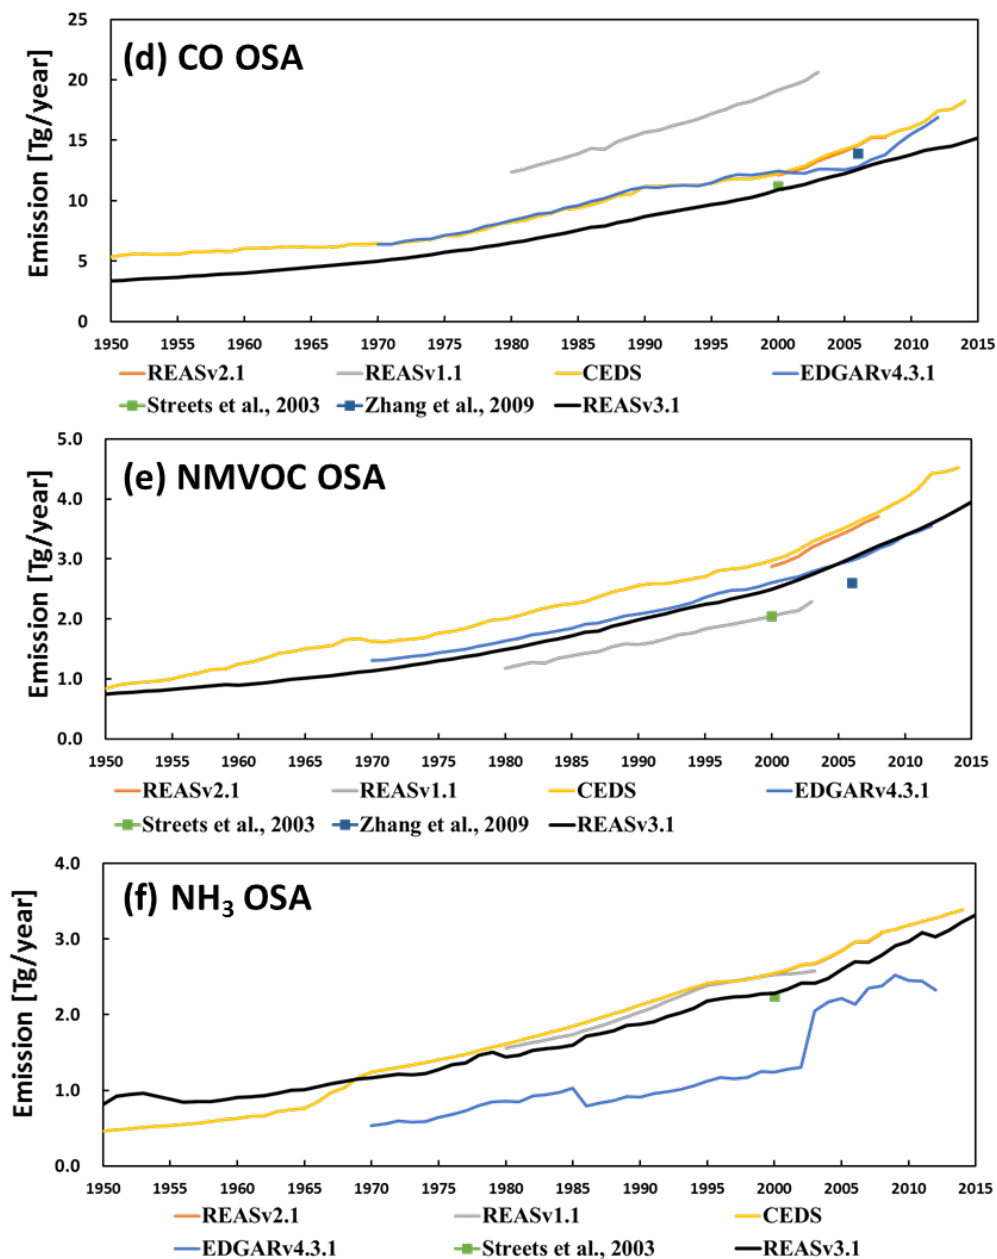 (d) CO OSA
Emission [Tg/year]
25
20
15
10
5
0
1950 1955 1960 1965 1970 1975 1980 1985 1990 1995 2000 2005 2010 2015
REASv2.1 REASv1.1 CEDS EDGARv4.3.1
Streets et al., 2003 Zhang et al., 2009 REASv3.1
(e) NMVOC OSA
Emission [Tg/year]
5.0
4.0
3.0
2.0
1.0
0.0
1950 1955 1960 1965 1970 1975 1980 1985 1990 1995 2000 2005 2010 2015
REASv2.1 REASv1.1 CEDS EDGARv4.3.1
Streets et al., 2003 Zhang et al., 2009 REASv3.1
(f) NH₃ OSA
Emission [Tg/year]
4.0
3.0
2.0
1.0
0.0
1950 1955 1960 1965 1970 1975 1980 1985 1990 1995 2000 2005 2010 2015
REASv2.1 REASv1.1 CEDS
EDGARv4.3.1 Streets et al., 2003 REASv3.1